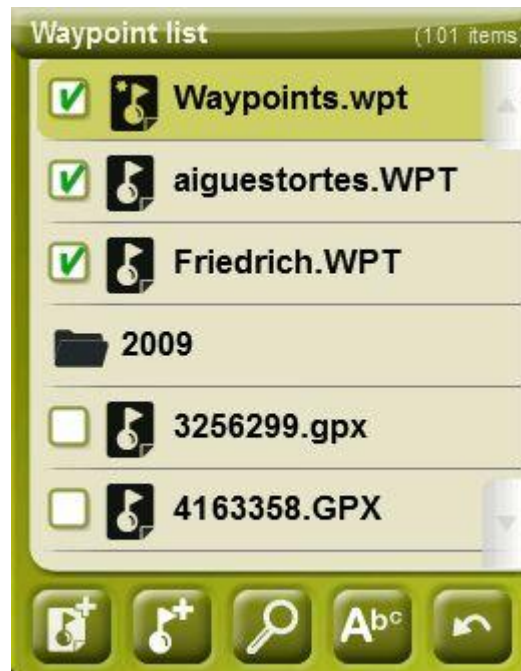 Waypoint list (101 items)
Waypoints.wpt
aiguestortes.WPT
Friedrich.WPT
2009
3256299.gpx
4163358.GPX
Abc